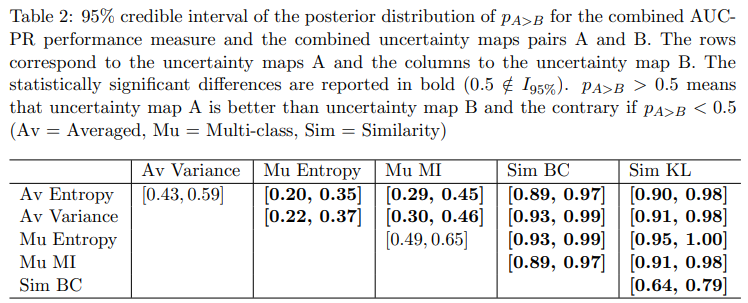 Table 2: 95% credible interval of the posterior distribution of p_{A>B} for the combined AUC-
PR performance measure and the combined uncertainty maps pairs A and B. The rows
correspond to the uncertainty maps A and the columns to the uncertainty map B. The
statistically significant differences are reported in bold (0.5 ∉ I_{95%}). p_{A>B} > 0.5 means
that uncertainty map A is better than uncertainty map B and the contrary if p_{A>B} < 0.5
(Av = Averaged, Mu = Multi-class, Sim = Similarity)
Av Variance Mu Entropy Mu MI Sim BC Sim KL
Av Entropy [0.43, 0.59] [0.20, 0.35] [0.29, 0.45] [0.89, 0.97] [0.90, 0.98]
Av Variance [0.22, 0.37] [0.30, 0.46] [0.93, 0.99] [0.91, 0.98]
Mu Entropy [0.49, 0.65] [0.93, 0.99] [0.95, 1.00]
Mu MI [0.89, 0.97] [0.91, 0.98]
Sim BC [0.64, 0.79]